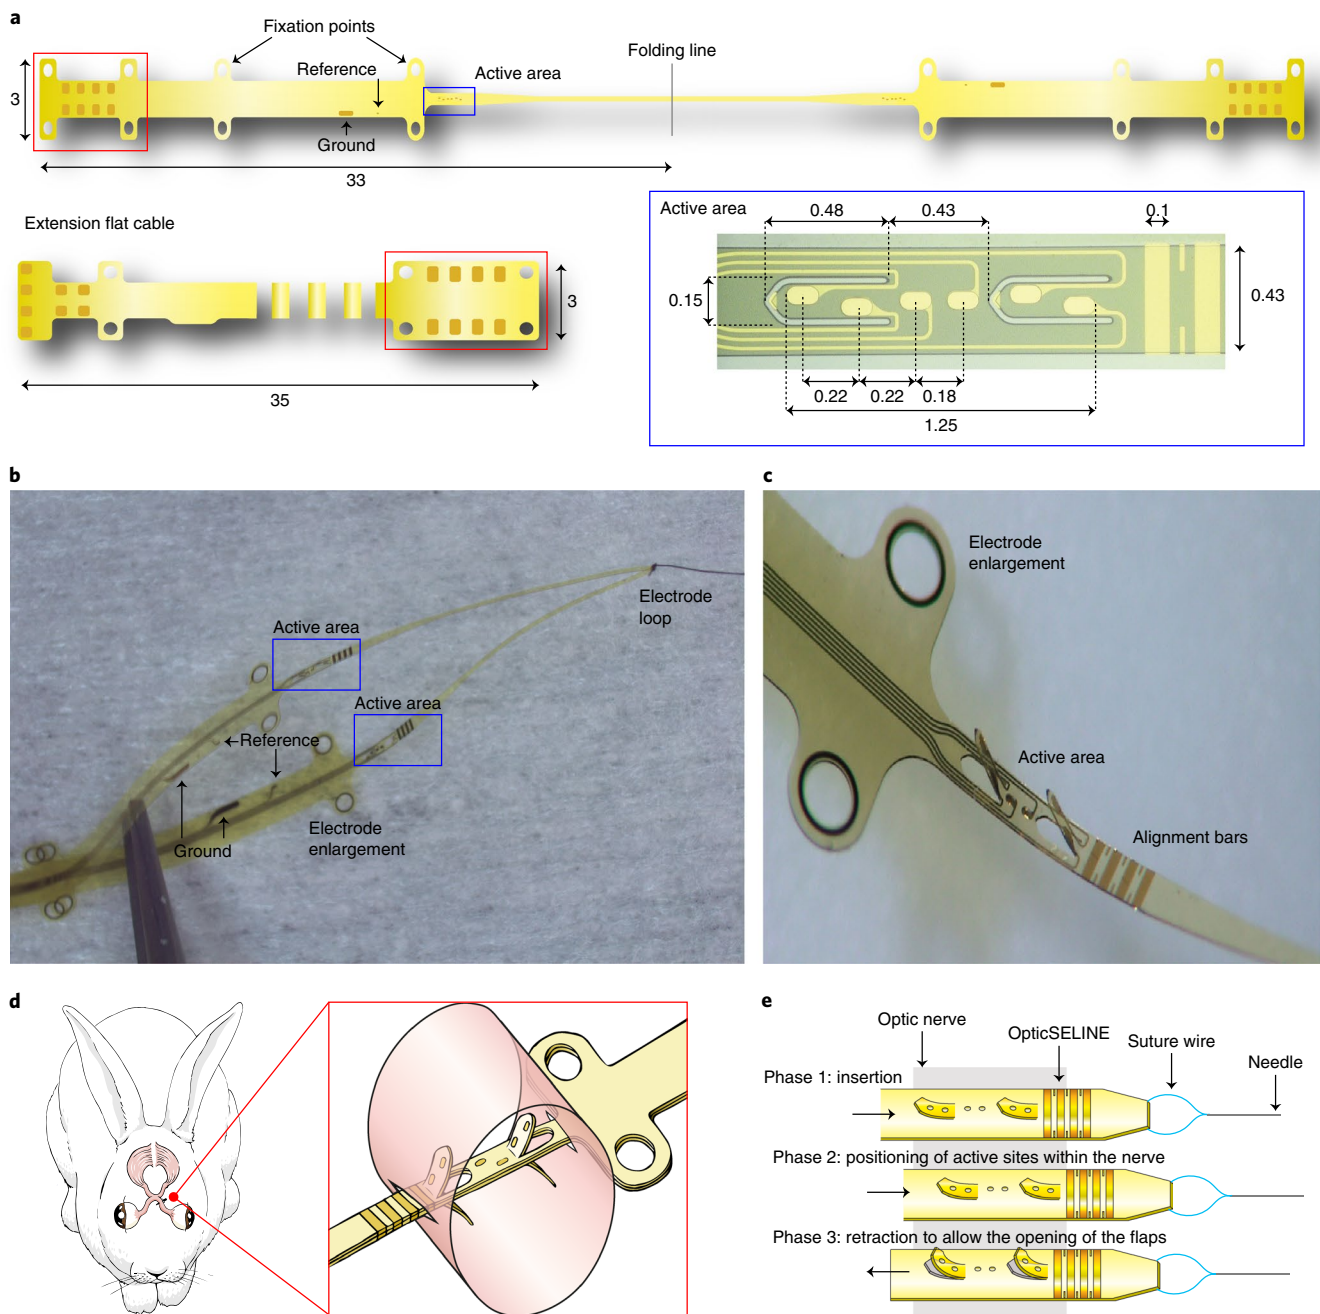 a
Fixation points
Folding line
Reference
Active area
3
Ground
33
Extension flat cable
3
35
Active area
0.48
0.43
0.1
0.15
0.43
0.22
0.22
0.18
1.25
b
Electrode
loop
Active area
Active area
Reference
Ground
Electrode
enlargement
c
Electrode
enlargement
Active area
Alignment bars
d
e
Optic nerve
OpticSELINE
Suture wire
Needle
Phase 1: insertion
Phase 2: positioning of active sites within the nerve
Phase 3: retraction to allow the opening of the flaps